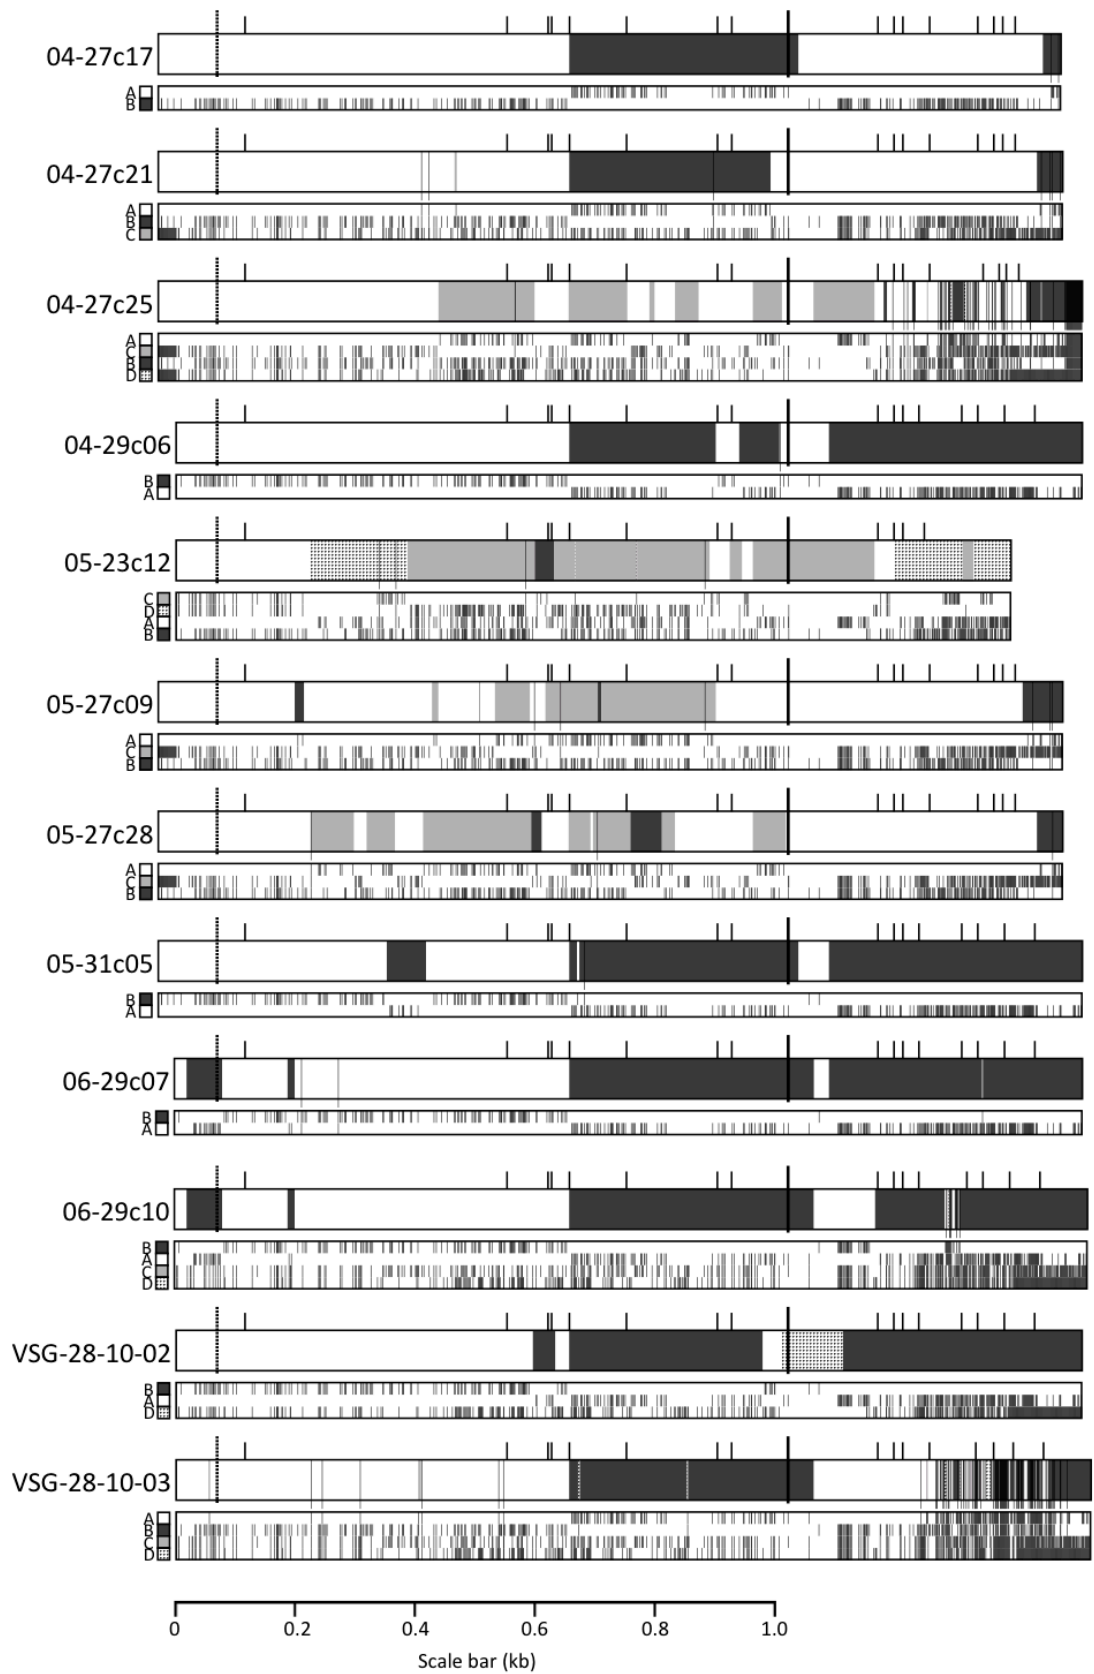 04-27c17
A
B
04-27c21
A
B
C
04-27c25
A
C
B
D
04-29c06
B
A
05-23c12
C
D
A
B
05-27c09
A
C
B
05-27c28
A
C
B
05-31c05
B
A
06-29c07
B
A
06-29c10
B
A
C
D
VSG-28-10-02
B
A
D
VSG-28-10-03
A
B
C
D
0 0.2 0.4 0.6 0.8 1.0
Scale bar (kb)